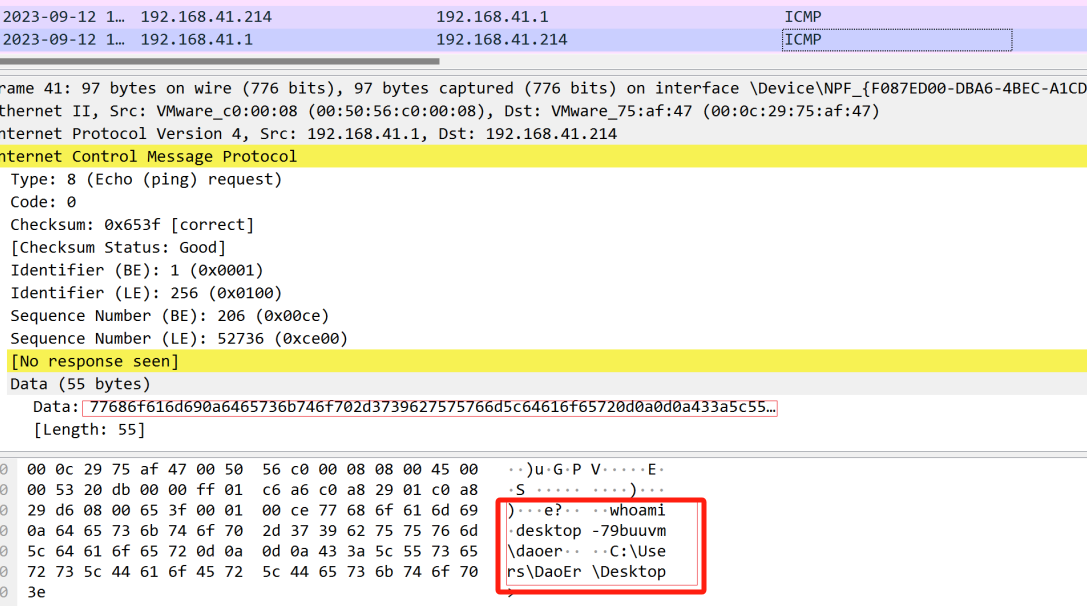 2023-09-12 1… 192.168.41.214 192.168.41.1 ICMP
2023-09-12 1… 192.168.41.1 192.168.41.214 ICMP
rame 41: 97 bytes on wire (776 bits), 97 bytes captured (776 bits) on interface \Device\NPF_{F087ED00-DBA6-4BEC-A1CD
thernet II, Src: VMware_c0:00:08 (00:50:56:c0:00:08), Dst: VMware_75:af:47 (00:0c:29:75:af:47)
nternet Protocol Version 4, Src: 192.168.41.1, Dst: 192.168.41.214
nternet Control Message Protocol
Type: 8 (Echo (ping) request)
Code: 0
Checksum: 0x653f [correct]
[Checksum Status: Good]
Identifier (BE): 1 (0x0001)
Identifier (LE): 256 (0x0100)
Sequence Number (BE): 206 (0x00ce)
Sequence Number (LE): 52736 (0xce00)
[No response seen]
Data (55 bytes)
Data: 77686f616d690a6465736b746f702d3739627575766d5c64616f65720d0a0d0a433a5c55…
[Length: 55]
0 00 0c 29 75 af 47 00 50 56 c0 00 08 08 00 45 00 ··)u·G·P V·····E·
0 00 53 20 db 00 00 ff 01 c6 a6 c0 a8 29 01 c0 a8 ·S ····· ····)···
0 29 d6 08 00 65 3f 00 01 00 ce 77 68 6f 61 6d 69 )···e?·· ··whoami
0 0a 64 65 73 6b 74 6f 70 2d 37 39 62 75 75 76 6d ·desktop -79buuvm
0 5c 64 61 6f 65 72 0d 0a 0d 0a 43 3a 5c 55 73 65 \daoer·· ··C:\Use
0 72 73 5c 44 61 6f 45 72 5c 44 65 73 6b 74 6f 70 rs\DaoEr \Desktop
0 3e >